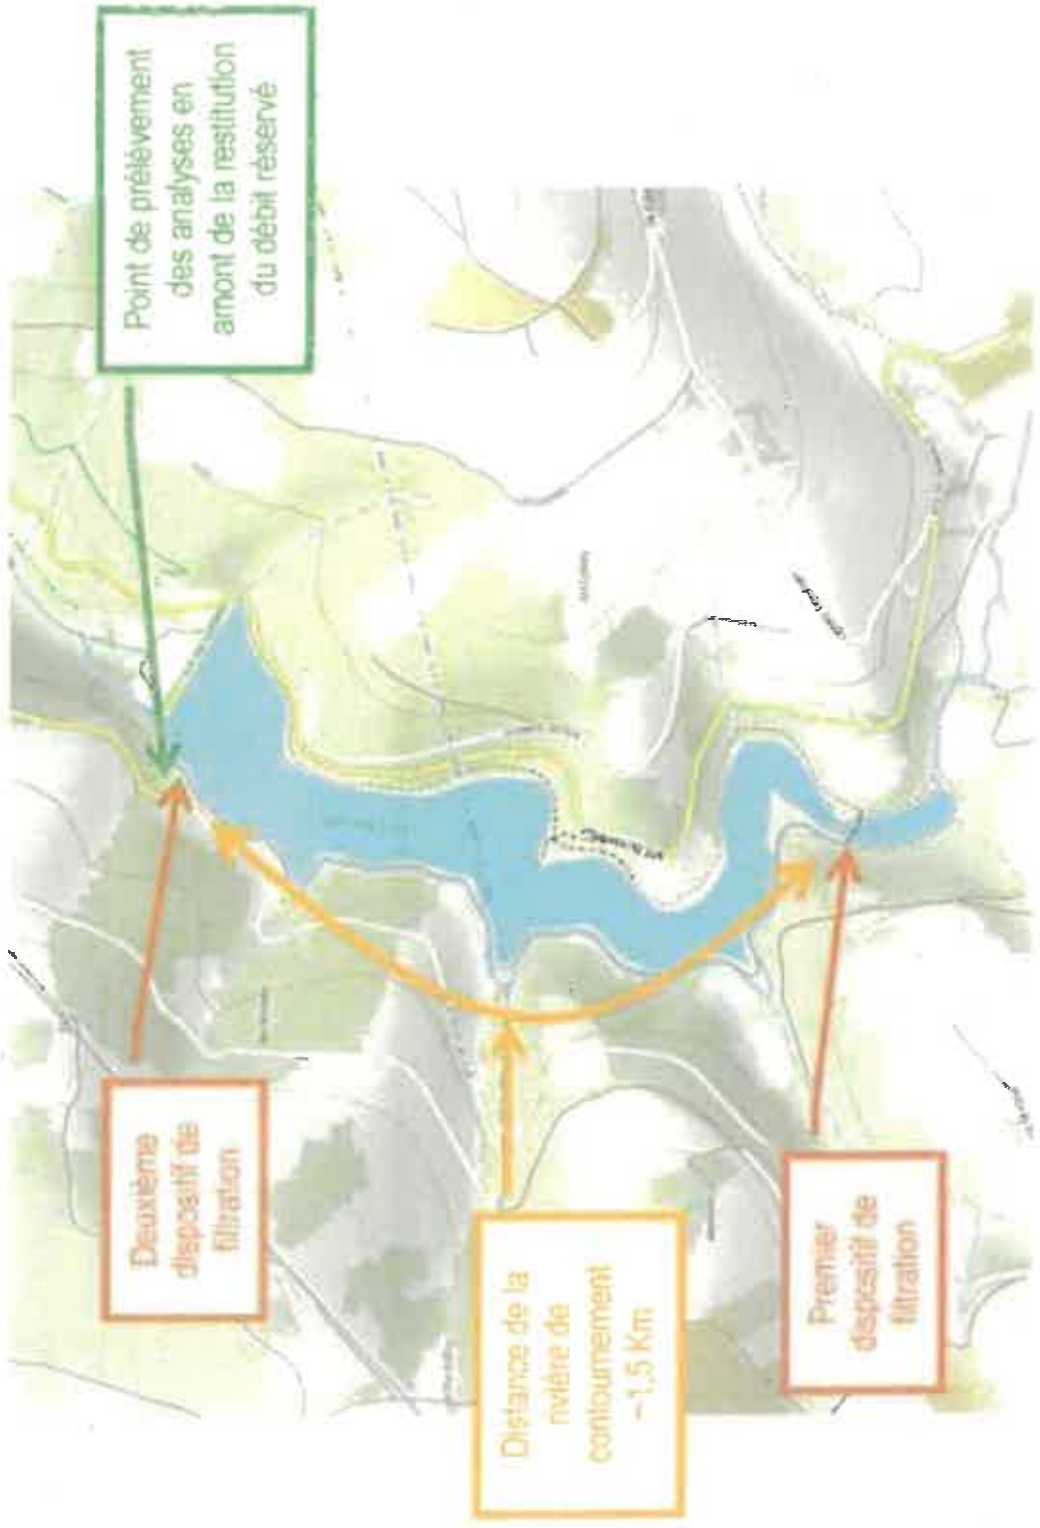 Point de prélèvement
des analyses en
amont de la restitution
du débit réservé
Deuxième
dispositif de
filtration
Distance de la
rivière de
contournement
~1,5 Km
Premier
dispositif de
filtration